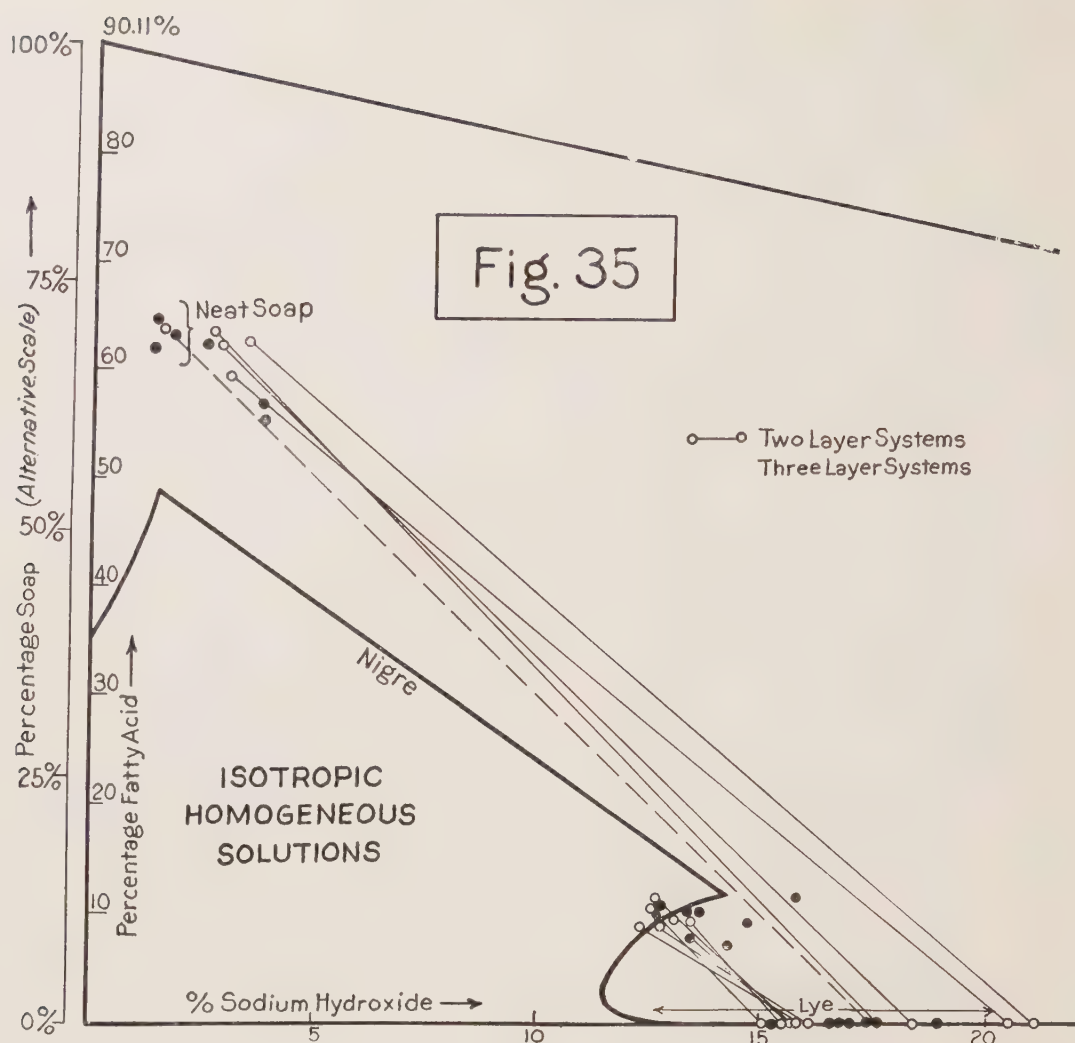 90.11%
100%
80
70
Fig. 35
75%
Neat Soap
60
Two Layer Systems
Three Layer Systems
50
50%
40
Nigre
30
25%
20
ISOTROPIC
HOMOGENEOUS
SOLUTIONS
10
Percentage Soap (Alternative Scale)
Percentage Fatty Acid
% Sodium Hydroxide
Lye
0%
5
10
15
20